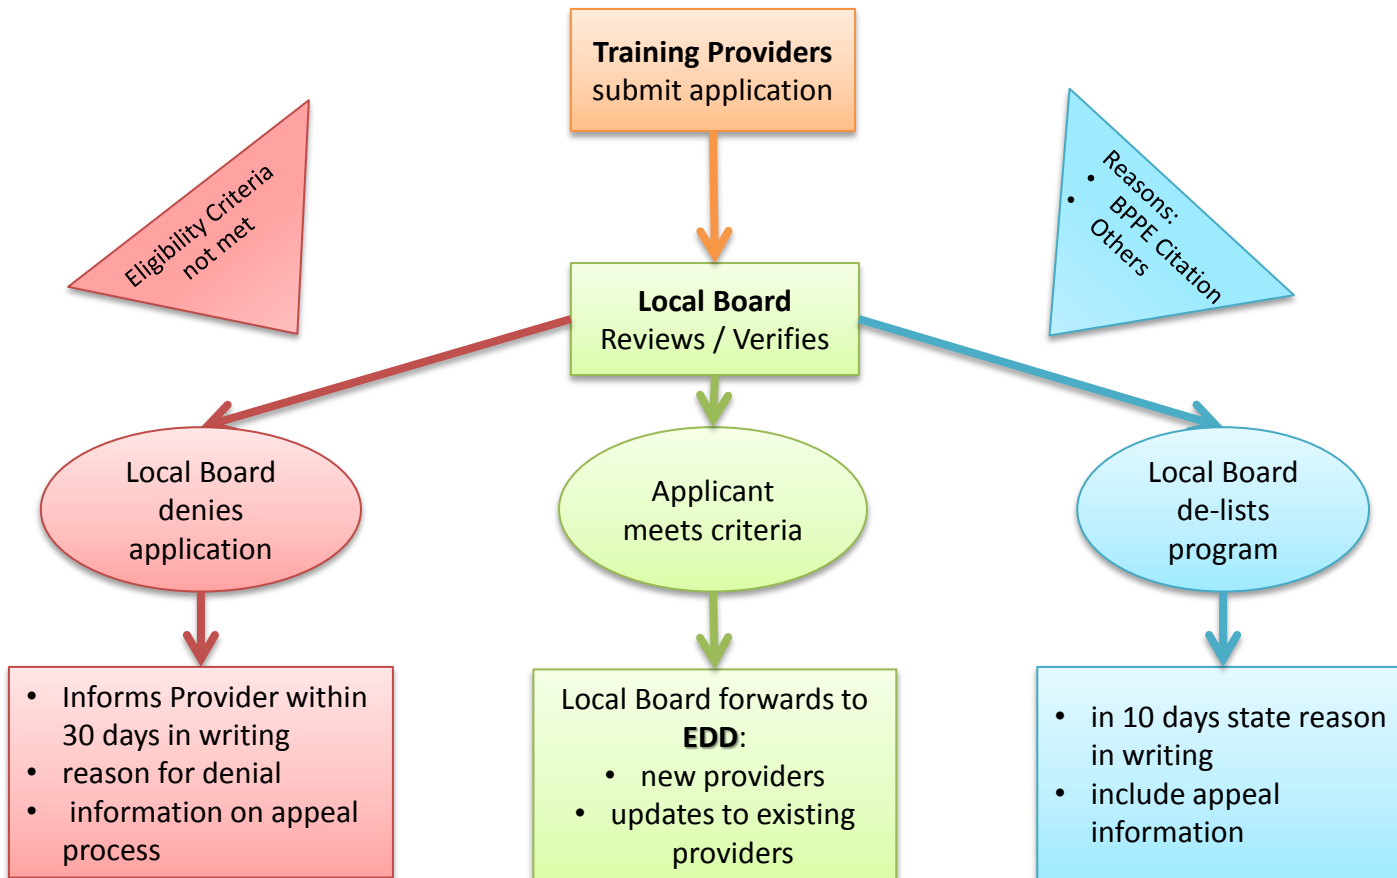 Training Providers
submit application
Eligibility Criteria
not met
Reasons:
• BPPE Citation
• Others
Local Board
Reviews / Verifies
Local Board
denies
application
Applicant
meets criteria
Local Board
de-lists
program
• Informs Provider within
30 days in writing
• reason for denial
• information on appeal
process
Local Board forwards to
EDD:
• new providers
• updates to existing
providers
• in 10 days state reason
in writing
• include appeal
information